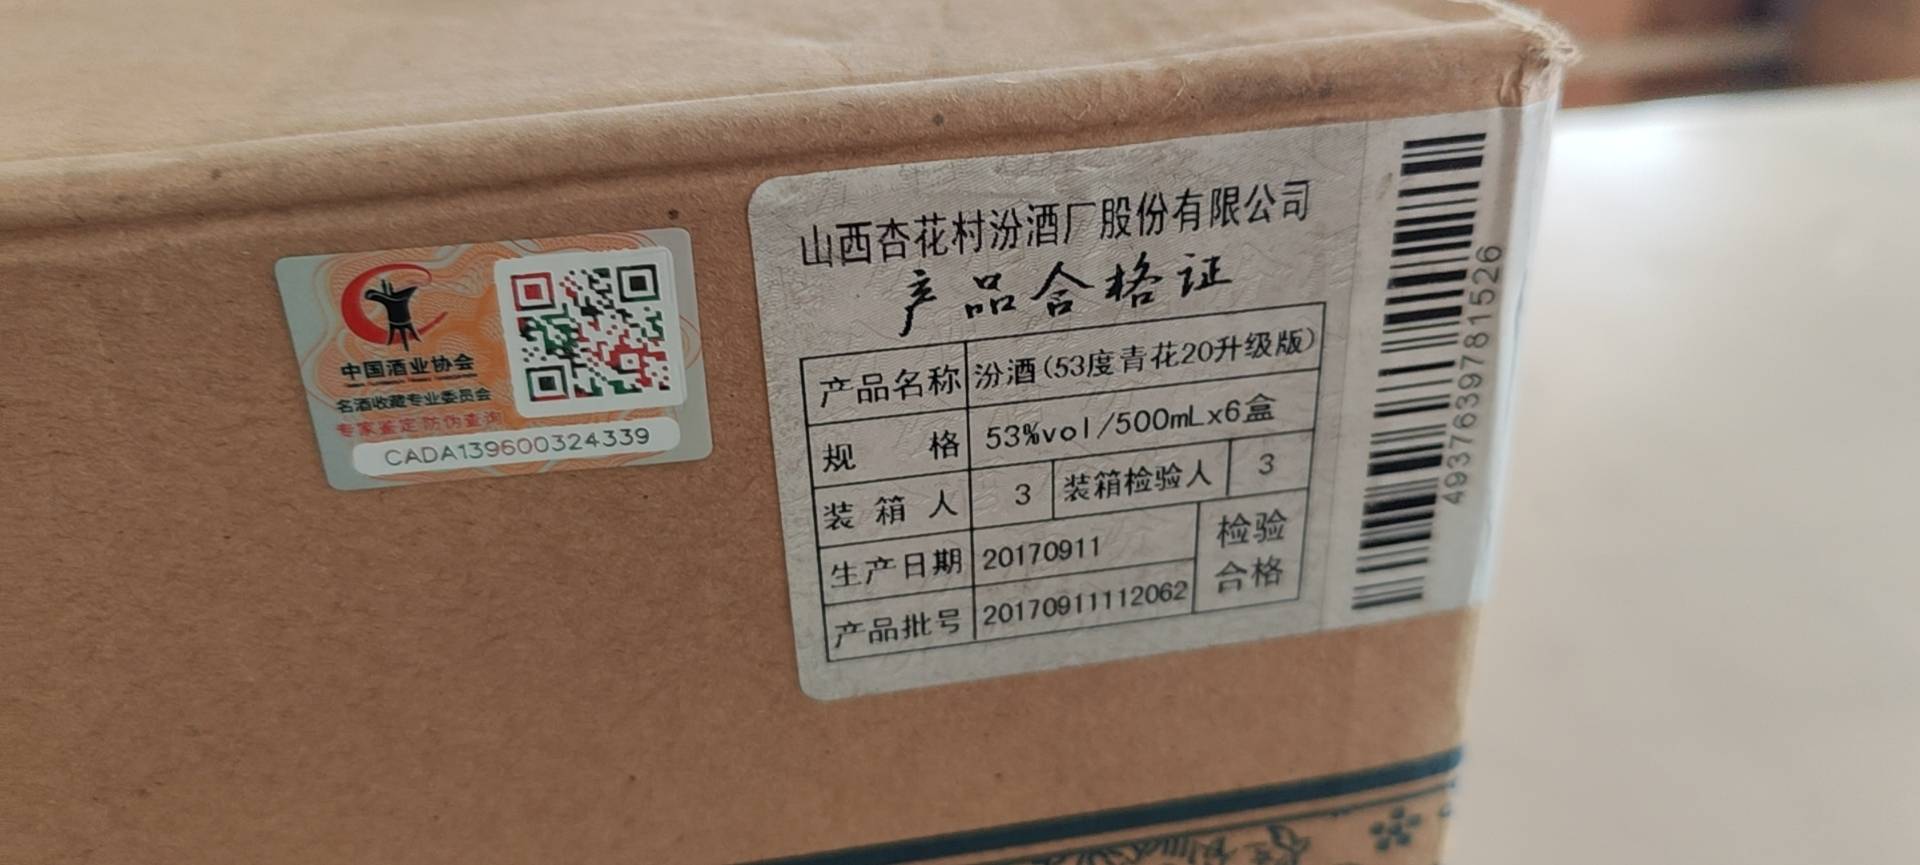 中国酒业协会
名酒收藏专业委员会
专家鉴定防伪查询
CADA139600324339
山西杏花村汾酒厂股份有限公司
产品合格证
产品名称 汾酒(53度青花20升级版)
规 格 53%vol/500mLx6盒
装 箱 人 3 装箱检验人 3
生产日期 20170911
产品批号 20170911112062
检验
合格
4937639781526